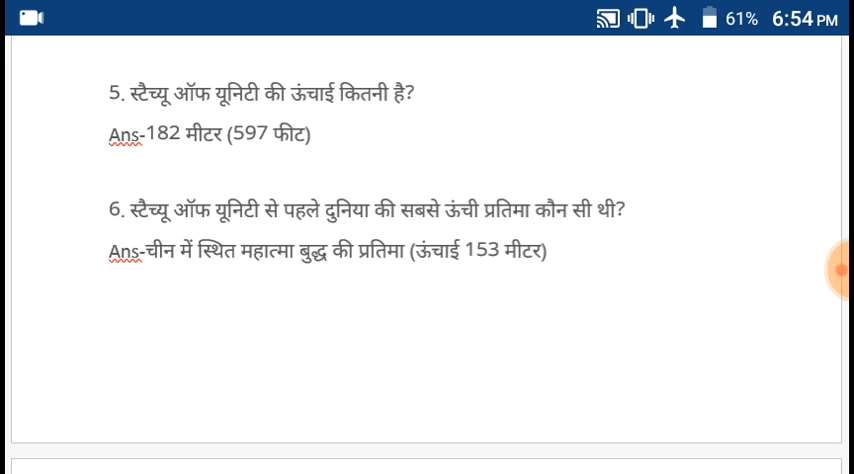 61% 6:54 PM
5. स्टैच्यू ऑफ यूनिटी की ऊंचाई कितनी है?
Ans-182 मीटर (597 फीट)
6. स्टैच्यू ऑफ यूनिटी से पहले दुनिया की सबसे ऊंची प्रतिमा कौन सी थी?
Ans-चीन में स्थित महात्मा बुद्ध की प्रतिमा (ऊंचाई 153 मीटर)